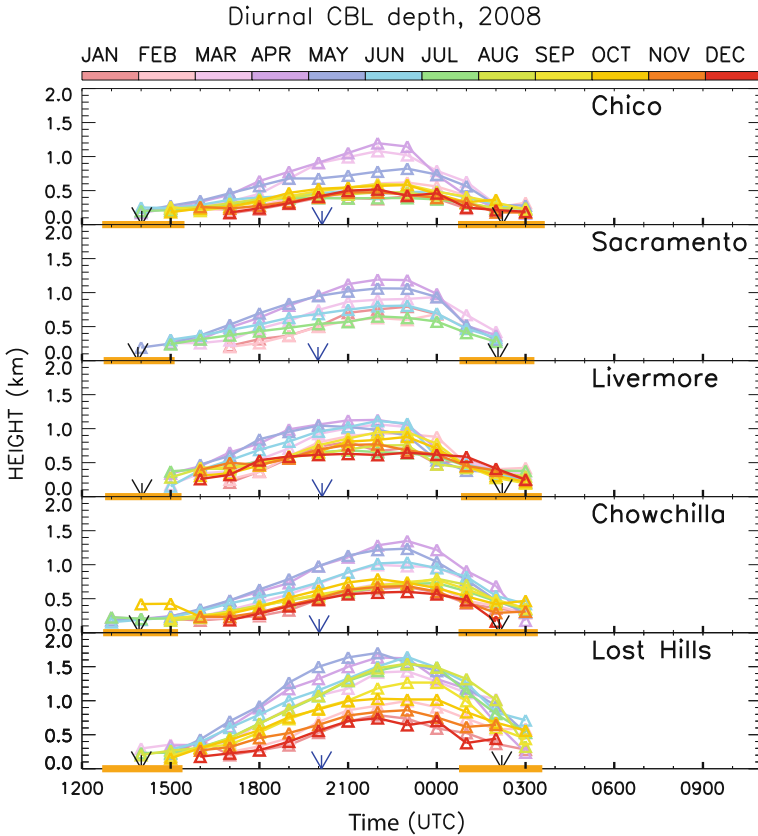 Diurnal CBL depth, 2008
JAN FEB MAR APR MAY JUN JUL AUG SEP OCT NOV DEC
2.0
1.5
1.0
0.5
0.0
Chico
2.0
1.5
1.0
0.5
0.0
Sacramento
2.0
1.5
1.0
0.5
0.0
Livermore
2.0
1.5
1.0
0.5
0.0
Chowchilla
2.0
1.5
1.0
0.5
0.0
Lost Hills
HEIGHT (km)
1200 1500 1800 2100 0000 0300 0600 0900
Time (UTC)